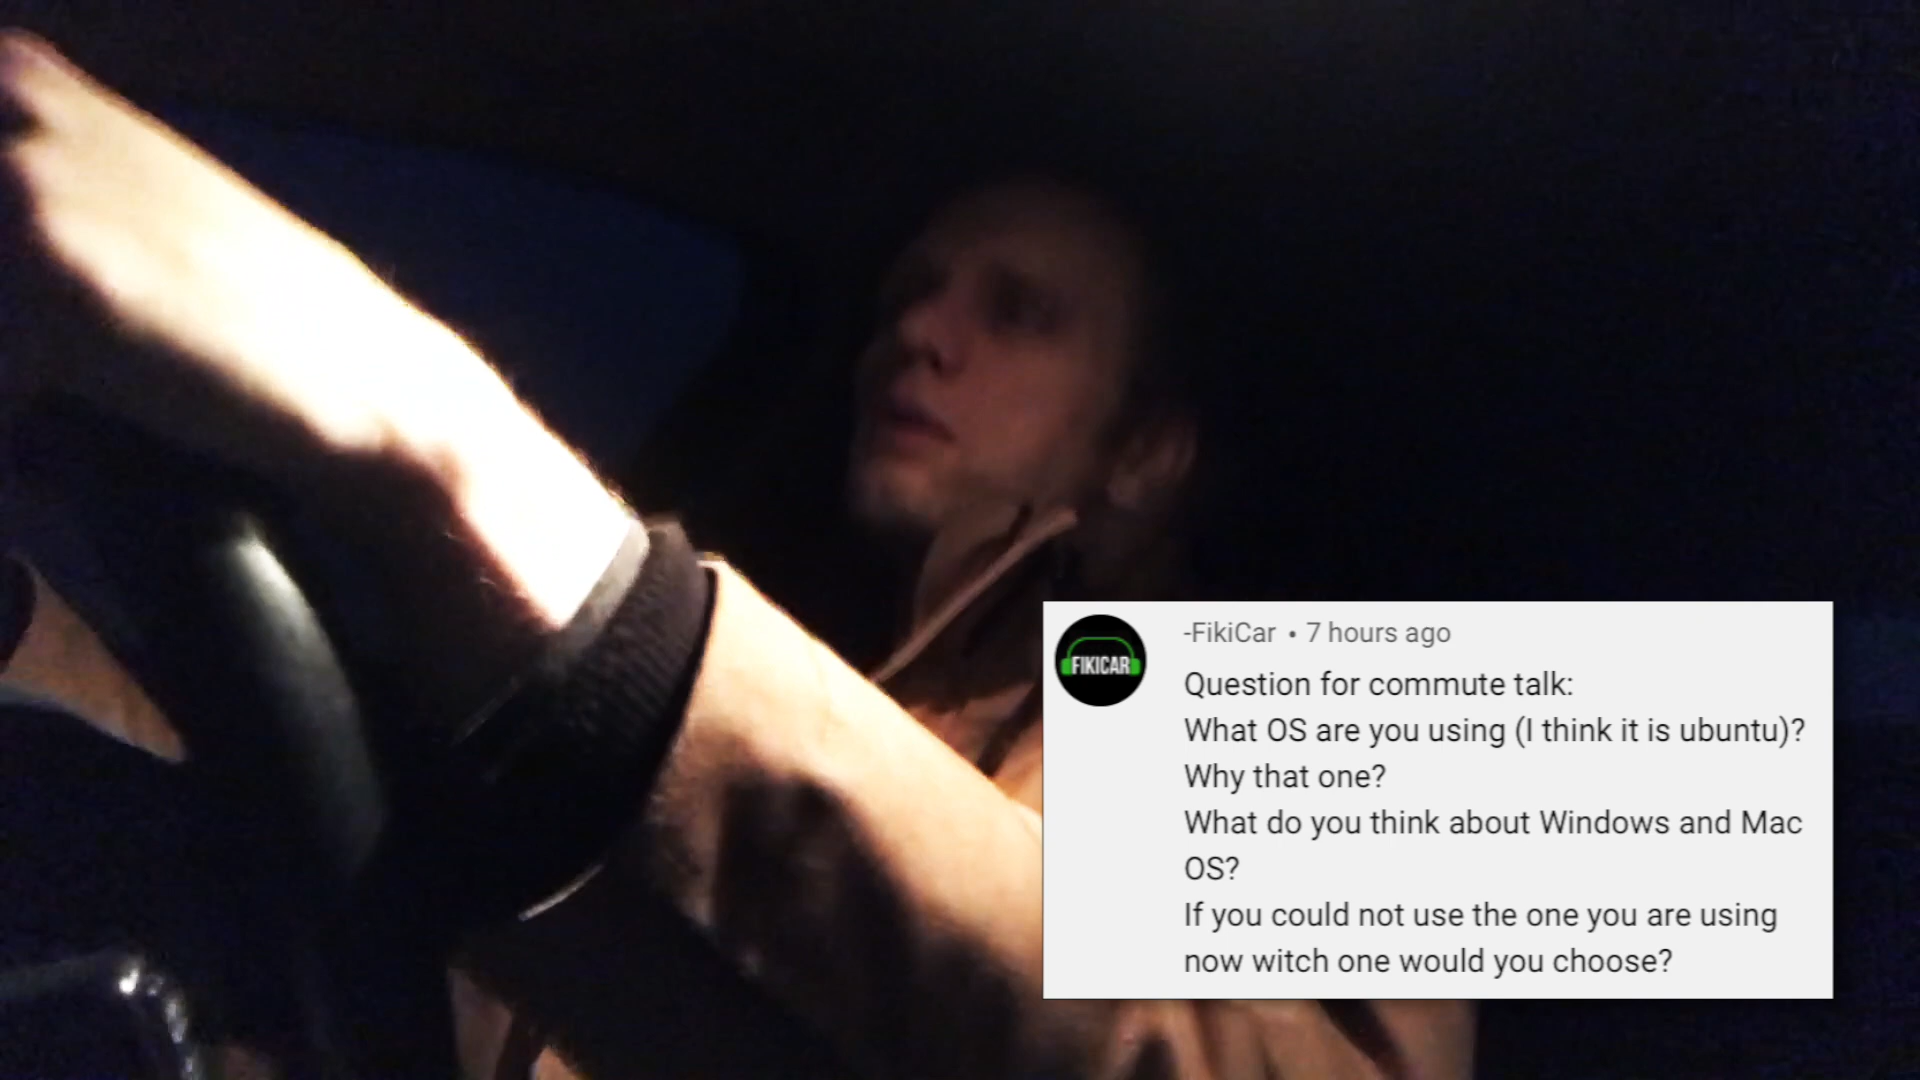 FIKICAR
-FikiCar • 7 hours ago
Question for commute talk:
What OS are you using (I think it is ubuntu)?
Why that one?
What do you think about Windows and Mac
OS?
If you could not use the one you are using
now witch one would you choose?